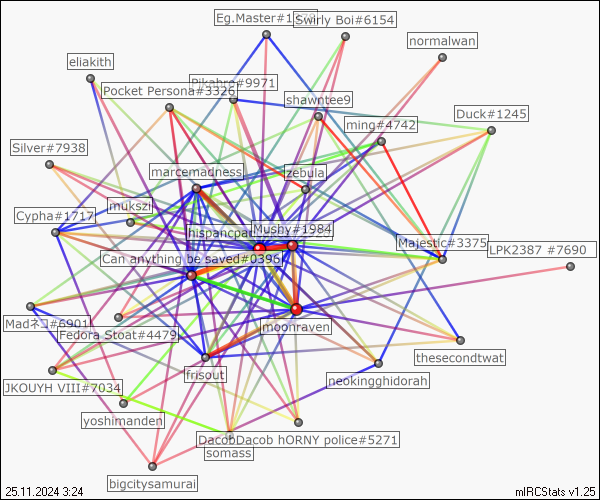 Eg.Master#1
Swirly Boi#6154
normalwan
eliakith
Pikabro#9971
Pocket Persona#3326
shawntee9
Duck#1245
ming#4742
Silver#7938
marcemadness
zebula
mukszi
Cypha#1717
hispancpar
Mushy#1984
Majestic#3375
LPK2387 #7690
Can anything be saved#0396
Madネコ#6901
moonraven
Fedora Stoat#4479
thesecondtwat
frisout
neokingghidorah
JKOUYH VIII#7034
yoshimanden
DacobDacob hORNY police#5271
somass
bigcitysamurai
25.11.2024 3:24
mIRCStats v1.25